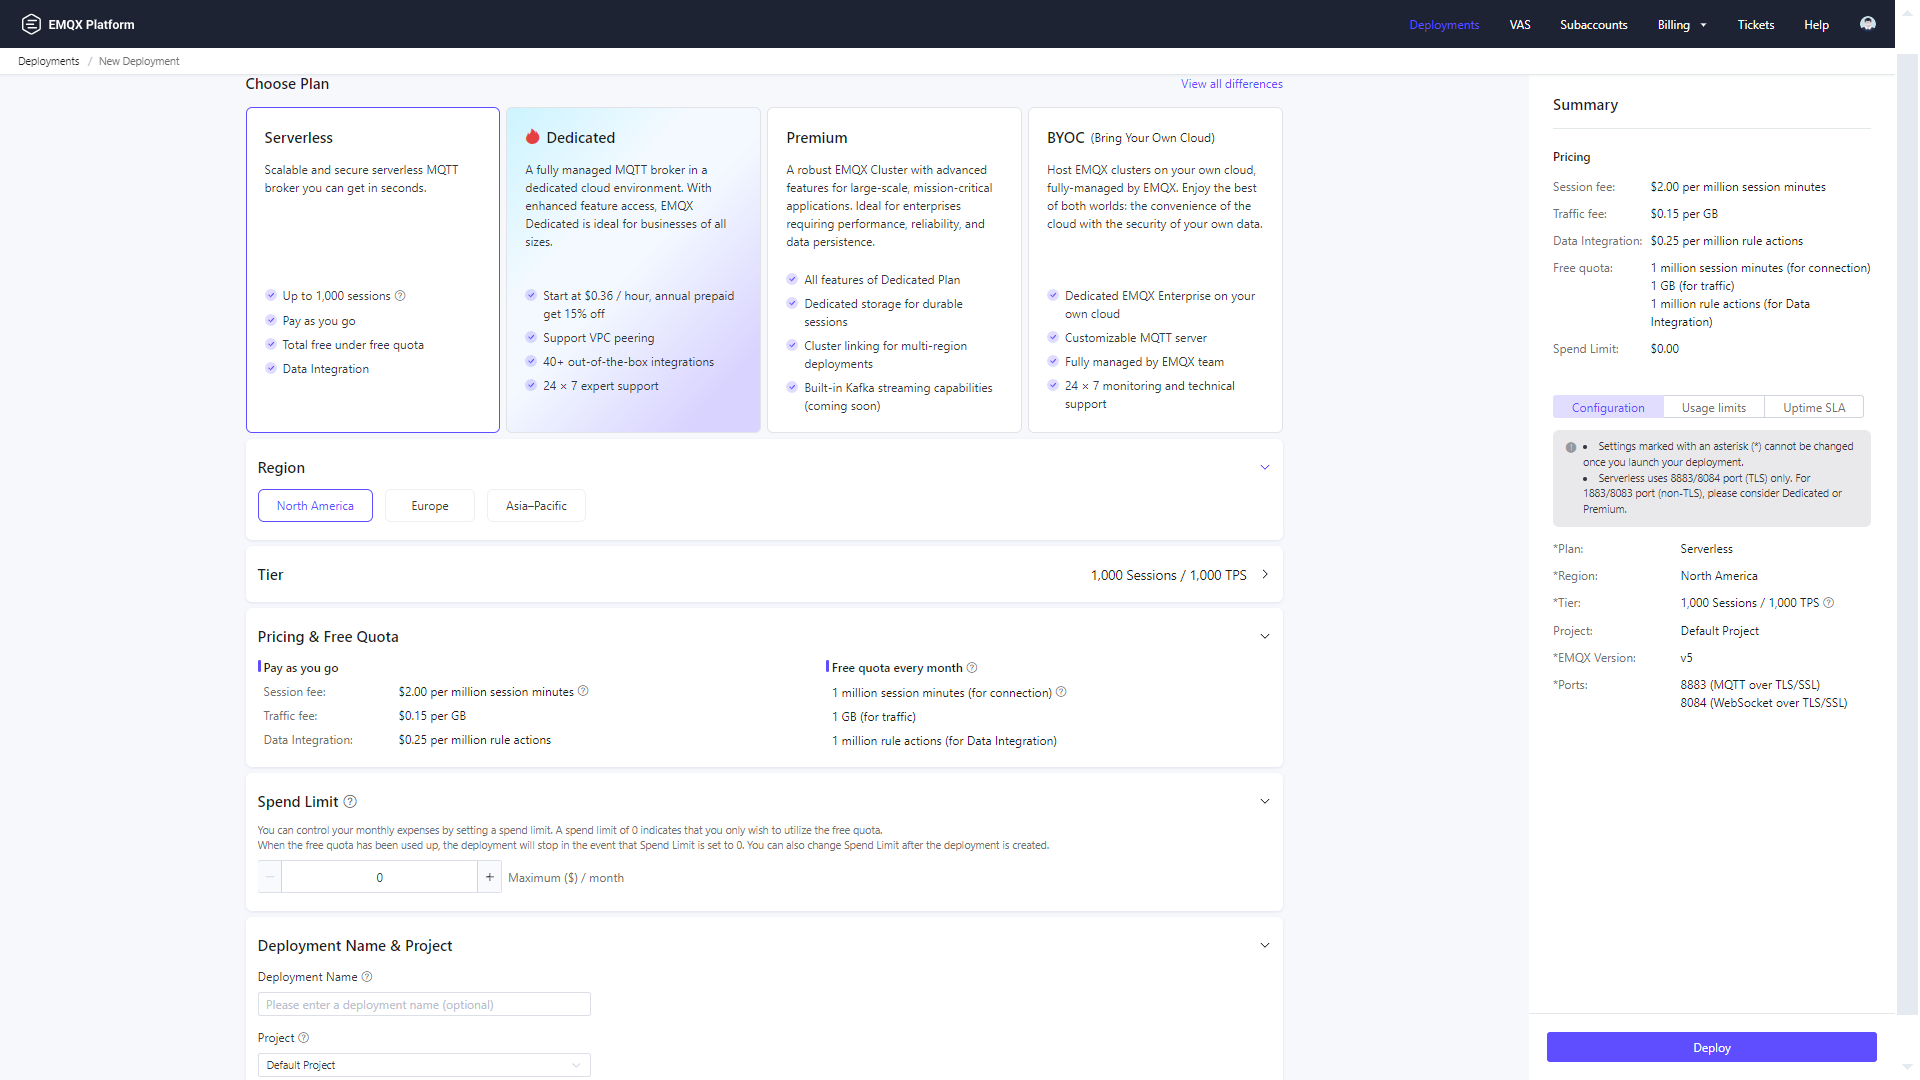 EMQX Platform
Deployments
VAS
Subaccounts
Billing
Tickets
Help
Deployments / New Deployment
Choose Plan
View all differences
Serverless
Scalable and secure serverless MQTT
broker you can get in seconds.
Up to 1,000 sessions
Pay as you go
Total free under free quota
Data Integration
Dedicated
A fully managed MQTT broker in a
dedicated cloud environment. With
enhanced feature access, EMQX
Dedicated is ideal for businesses of all
sizes.
Start at $0.36 / hour, annual prepaid
get 15% off
Support VPC peering
40+ out-of-the-box integrations
24 × 7 expert support
Premium
A robust EMQX Cluster with advanced
features for large-scale, mission-critical
applications. Ideal for enterprises
requiring performance, reliability, and
data persistence.
All features of Dedicated Plan
Dedicated storage for durable
sessions
Cluster linking for multi-region
deployments
Built-in Kafka streaming capabilities
(coming soon)
BYOC (Bring Your Own Cloud)
Host EMQX clusters on your own cloud,
fully-managed by EMQX. Enjoy the best
of both worlds: the convenience of the
cloud with the security of your own data.
Dedicated EMQX Enterprise on your
own cloud
Customizable MQTT server
Fully managed by EMQX team
24 × 7 monitoring and technical
support
Region
North America
Europe
Asia–Pacific
Tier
1,000 Sessions / 1,000 TPS
Pricing & Free Quota
Pay as you go
Session fee: $2.00 per million session minutes
Traffic fee: $0.15 per GB
Data Integration: $0.25 per million rule actions
Free quota every month
1 million session minutes (for connection)
1 GB (for traffic)
1 million rule actions (for Data Integration)
Spend Limit
You can control your monthly expenses by setting a spend limit. A spend limit of 0 indicates that you only wish to utilize the free quota.
When the free quota has been used up, the deployment will stop in the event that Spend Limit is set to 0. You can also change Spend Limit after the deployment is created.
− 0 + Maximum ($) / month
Deployment Name & Project
Deployment Name
Please enter a deployment name (optional)
Project
Default Project
Summary
Pricing
Session fee: $2.00 per million session minutes
Traffic fee: $0.15 per GB
Data Integration: $0.25 per million rule actions
Free quota: 1 million session minutes (for connection)
1 GB (for traffic)
1 million rule actions (for Data
Integration)
Spend Limit: $0.00
Configuration
Usage limits
Uptime SLA
• Settings marked with an asterisk (*) cannot be changed
once you launch your deployment.
• Serverless uses 8883/8084 port (TLS) only. For
1883/8083 port (non-TLS), please consider Dedicated or
Premium.
*Plan: Serverless
*Region: North America
*Tier: 1,000 Sessions / 1,000 TPS
Project: Default Project
*EMQX Version: v5
*Ports: 8883 (MQTT over TLS/SSL)
8084 (WebSocket over TLS/SSL)
Deploy